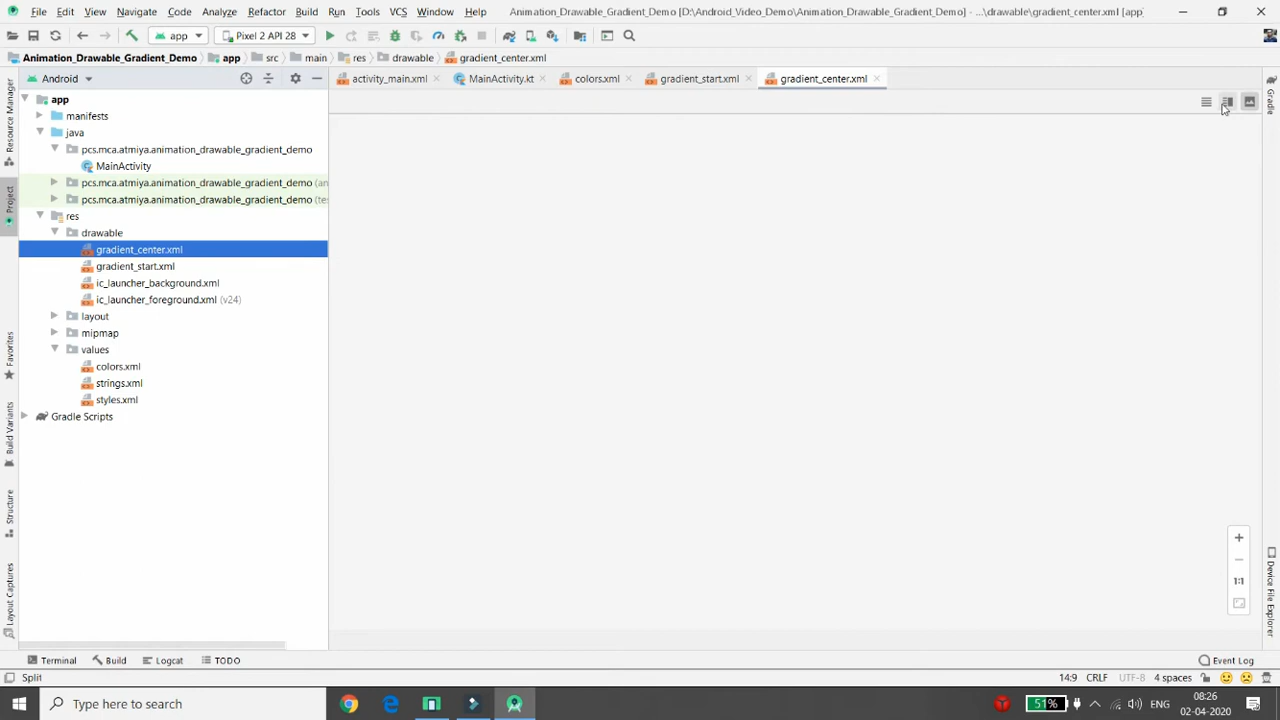 File Edit View Navigate Code Analyze Refactor Build Run Tools VCS Window Help Animation_Drawable_Gradient_Demo [D:\Android_Video_Demo\Animation_Drawable_Gradient_Demo] - ...\drawable\gradient_center.xml [app]
app Pixel 2 API 28
Animation_Drawable_Gradient_Demo app src main res drawable gradient_center.xml
Android activity_main.xml MainActivity.kt colors.xml gradient_start.xml gradient_center.xml
app
manifests
java
pcs.mca.atmiya.animation_drawable_gradient_demo
MainActivity
pcs.mca.atmiya.animation_drawable_gradient_demo (an
pcs.mca.atmiya.animation_drawable_gradient_demo (te
res
drawable
gradient_center.xml
gradient_start.xml
ic_launcher_background.xml
ic_launcher_foreground.xml (v24)
layout
mipmap
values
colors.xml
strings.xml
styles.xml
Gradle Scripts
Resource Manager
Project
Favorites
Build Variants
Structure
Layout Captures
Gradle
Device File Explorer
1:1
Terminal Build Logcat TODO Event Log
Split 14:9 CRLF UTF-8 4 spaces
Type here to search 51% ENG 08:26
02-04-2020